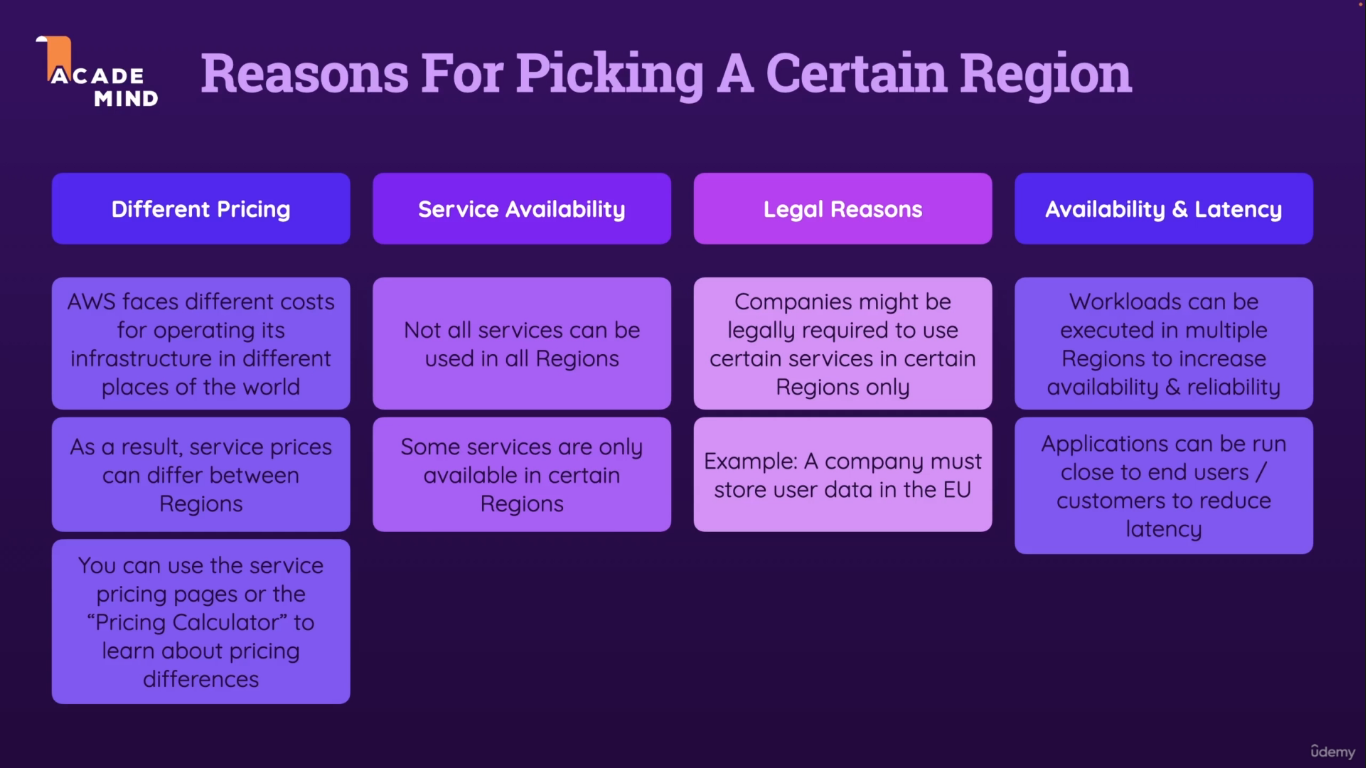 ACADE
MIND
Reasons For Picking A Certain Region
Different Pricing
AWS faces different costs
for operating its
infrastructure in different
places of the world
As a result, service prices
can differ between
Regions
You can use the service
pricing pages or the
“Pricing Calculator” to
learn about pricing
differences
Service Availability
Not all services can be
used in all Regions
Some services are only
available in certain
Regions
Legal Reasons
Companies might be
legally required to use
certain services in certain
Regions only
Example: A company must
store user data in the EU
Availability & Latency
Workloads can be
executed in multiple
Regions to increase
availability & reliability
Applications can be run
close to end users /
customers to reduce
latency
udemy